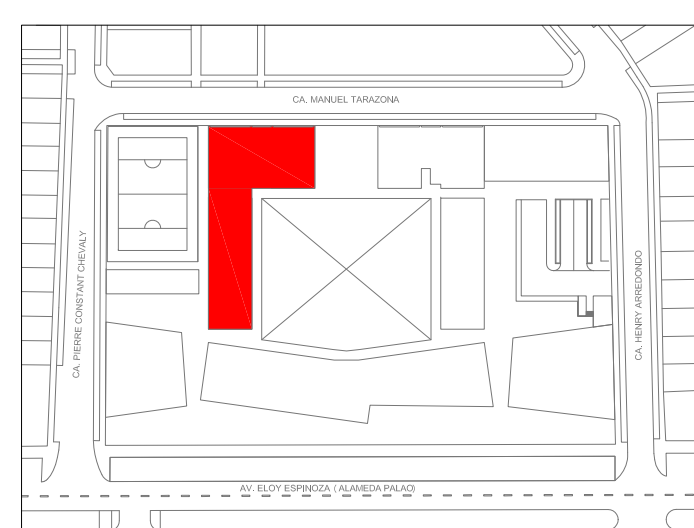 CA. MANUEL TARAZONA
CA. PIERRE CONSTANT CHEVALY
CA. HENRY ARREDONDO
AV. ELOY ESPINOZA ( ALAMEDA PALAO)